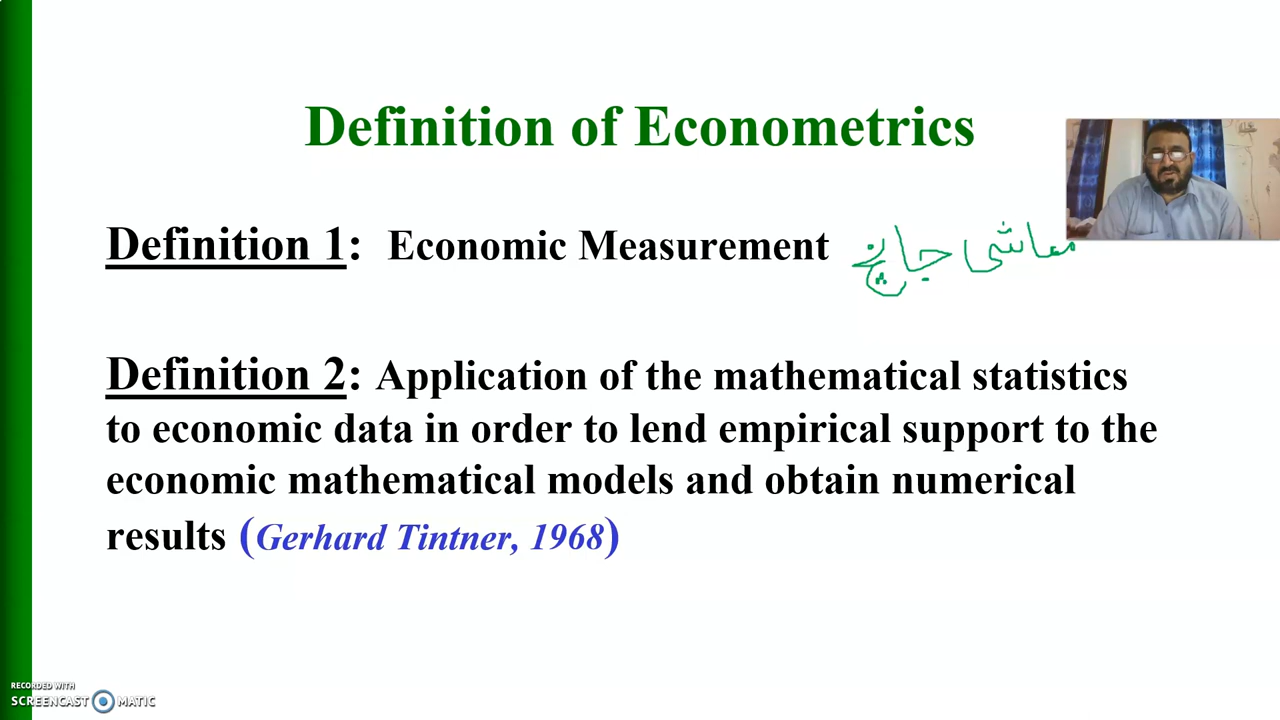 Definition of Econometrics
Definition 1: Economic Measurement معاشی جانچ
Definition 2: Application of the mathematical statistics
to economic data in order to lend empirical support to the
economic mathematical models and obtain numerical
results (Gerhard Tintner, 1968)
RECORDED WITH
SCREENCAST MATIC